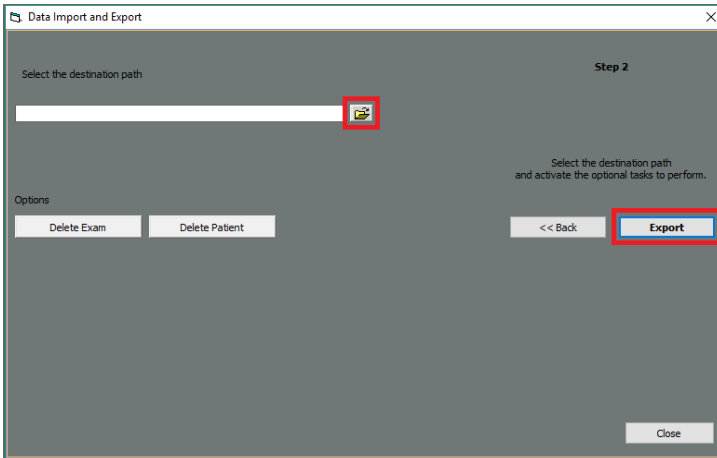 Data Import and Export
Select the destination path
Step 2
Select the destination path
and activate the optional tasks to perform.
Options
Delete Exam
Delete Patient
<< Back
Export
Close